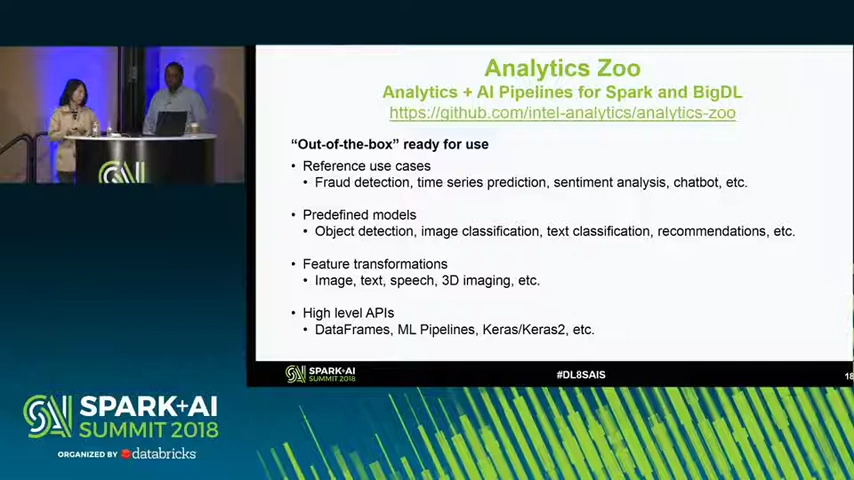 Analytics Zoo
Analytics + AI Pipelines for Spark and BigDL
https://github.com/intel-analytics/analytics-zoo
“Out-of-the-box” ready for use
• Reference use cases
• Fraud detection, time series prediction, sentiment analysis, chatbot, etc.
• Predefined models
• Object detection, image classification, text classification, recommendations, etc.
• Feature transformations
• Image, text, speech, 3D imaging, etc.
• High level APIs
• DataFrames, ML Pipelines, Keras/Keras2, etc.
SPARK+AI
SUMMIT 2018
#DL8SAIS
18
SPARK+AI
SUMMIT 2018
ORGANIZED BY databricks